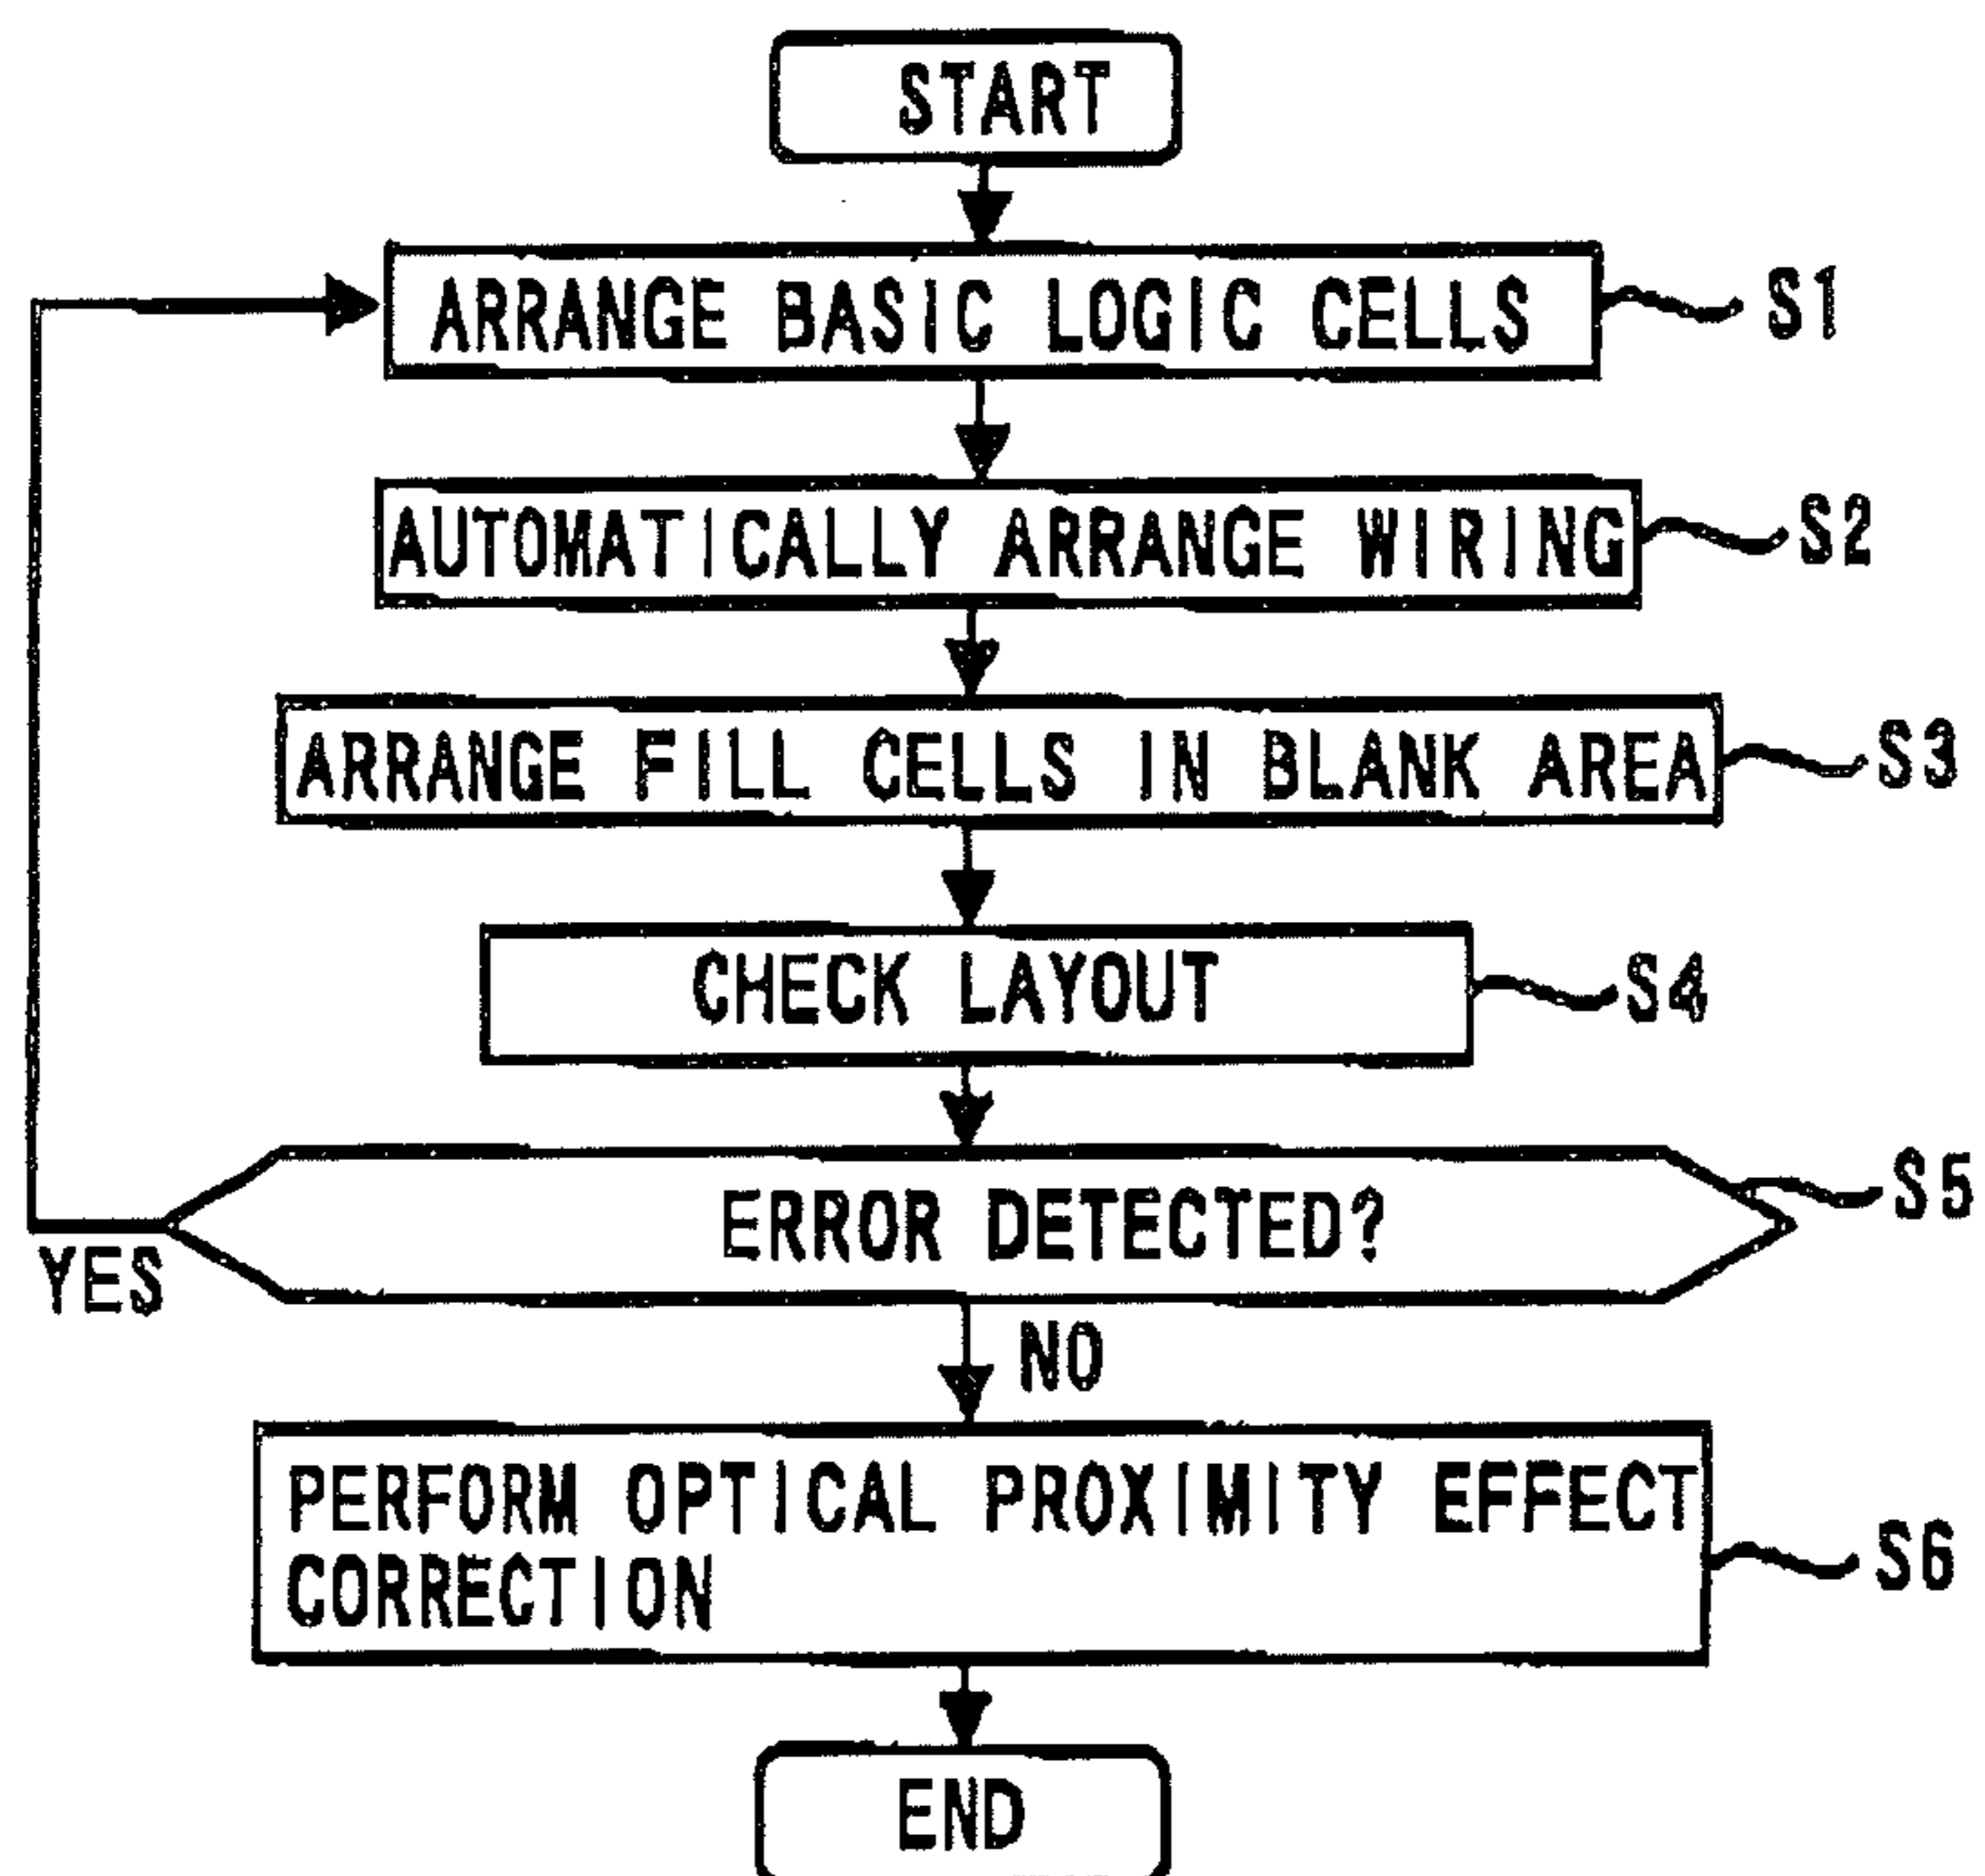 START
ARRANGE BASIC LOGIC CELLS
S1
AUTOMATICALLY ARRANGE WIRING
S2
ARRANGE FILL CELLS IN BLANK AREA
S3
CHECK LAYOUT
S4
ERROR DETECTED?
S5
YES
NO
PERFORM OPTICAL PROXIMITY EFFECT
CORRECTION
S6
END